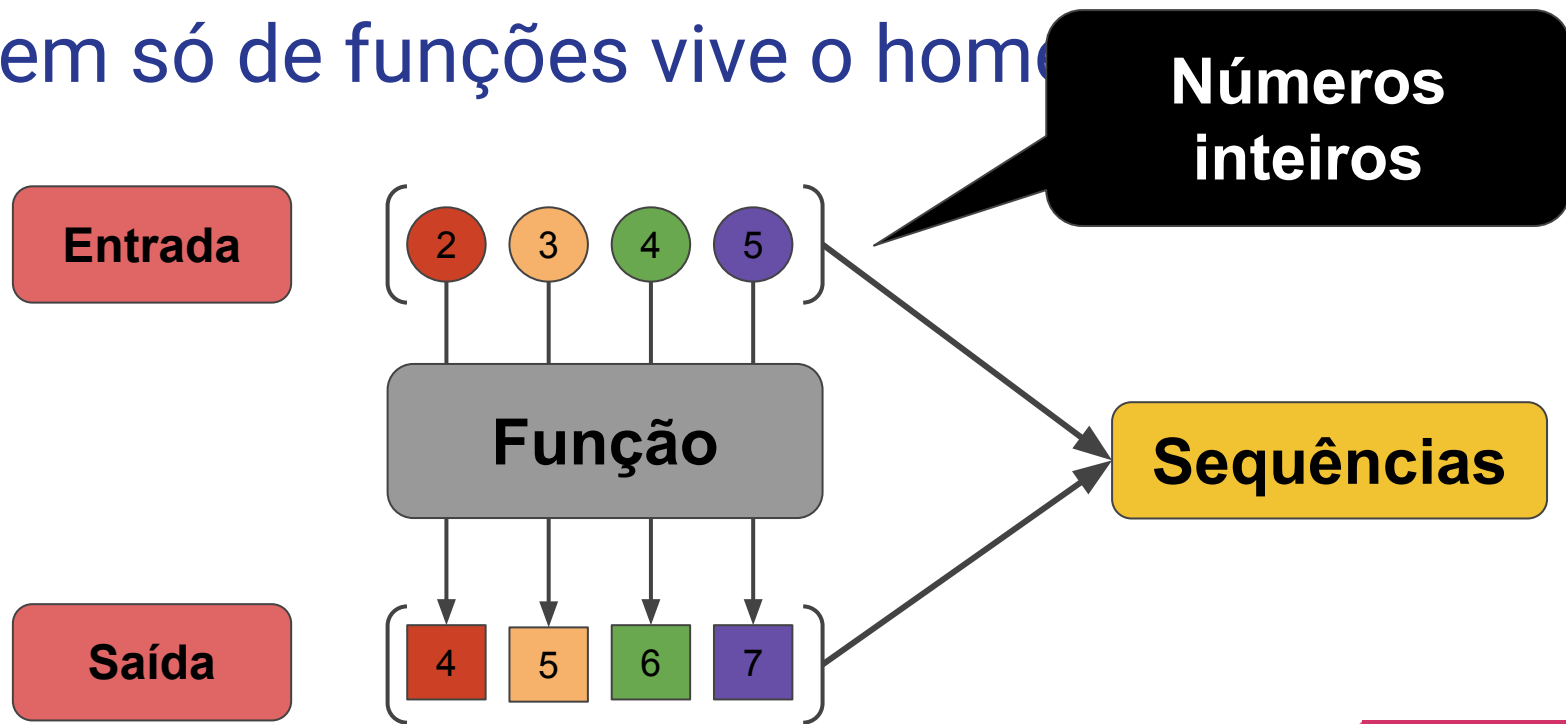 em só de funções vive o home
Números
inteiros
Entrada
2 3 4 5
Função
Sequências
Saída
4 5 6 7